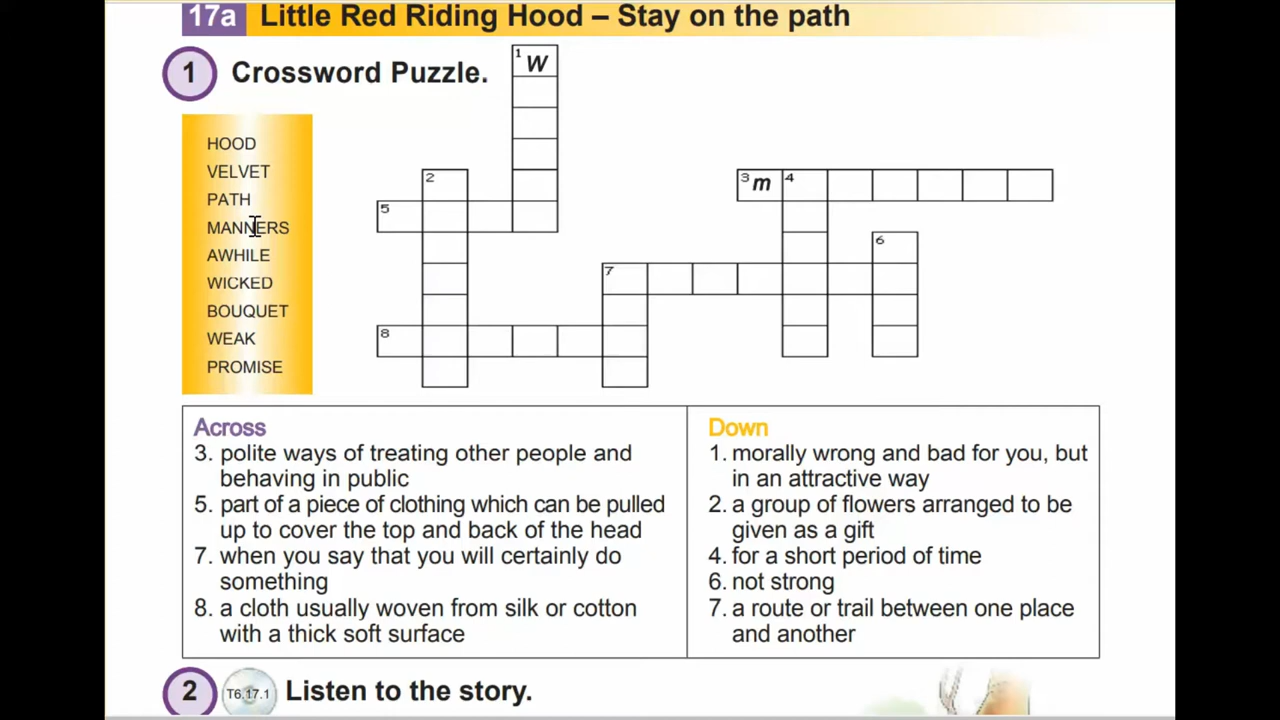 17a Little Red Riding Hood – Stay on the path
1 Crossword Puzzle.
1 W
HOOD
VELVET
PATH
MANNERS
AWHILE
WICKED
BOUQUET
WEAK
PROMISE
2
3 m 4
5
6
7
8
Across
3. polite ways of treating other people and
behaving in public
5. part of a piece of clothing which can be pulled
up to cover the top and back of the head
7. when you say that you will certainly do
something
8. a cloth usually woven from silk or cotton
with a thick soft surface
Down
1. morally wrong and bad for you, but
in an attractive way
2. a group of flowers arranged to be
given as a gift
4. for a short period of time
6. not strong
7. a route or trail between one place
and another
2 T6.17.1 Listen to the story.